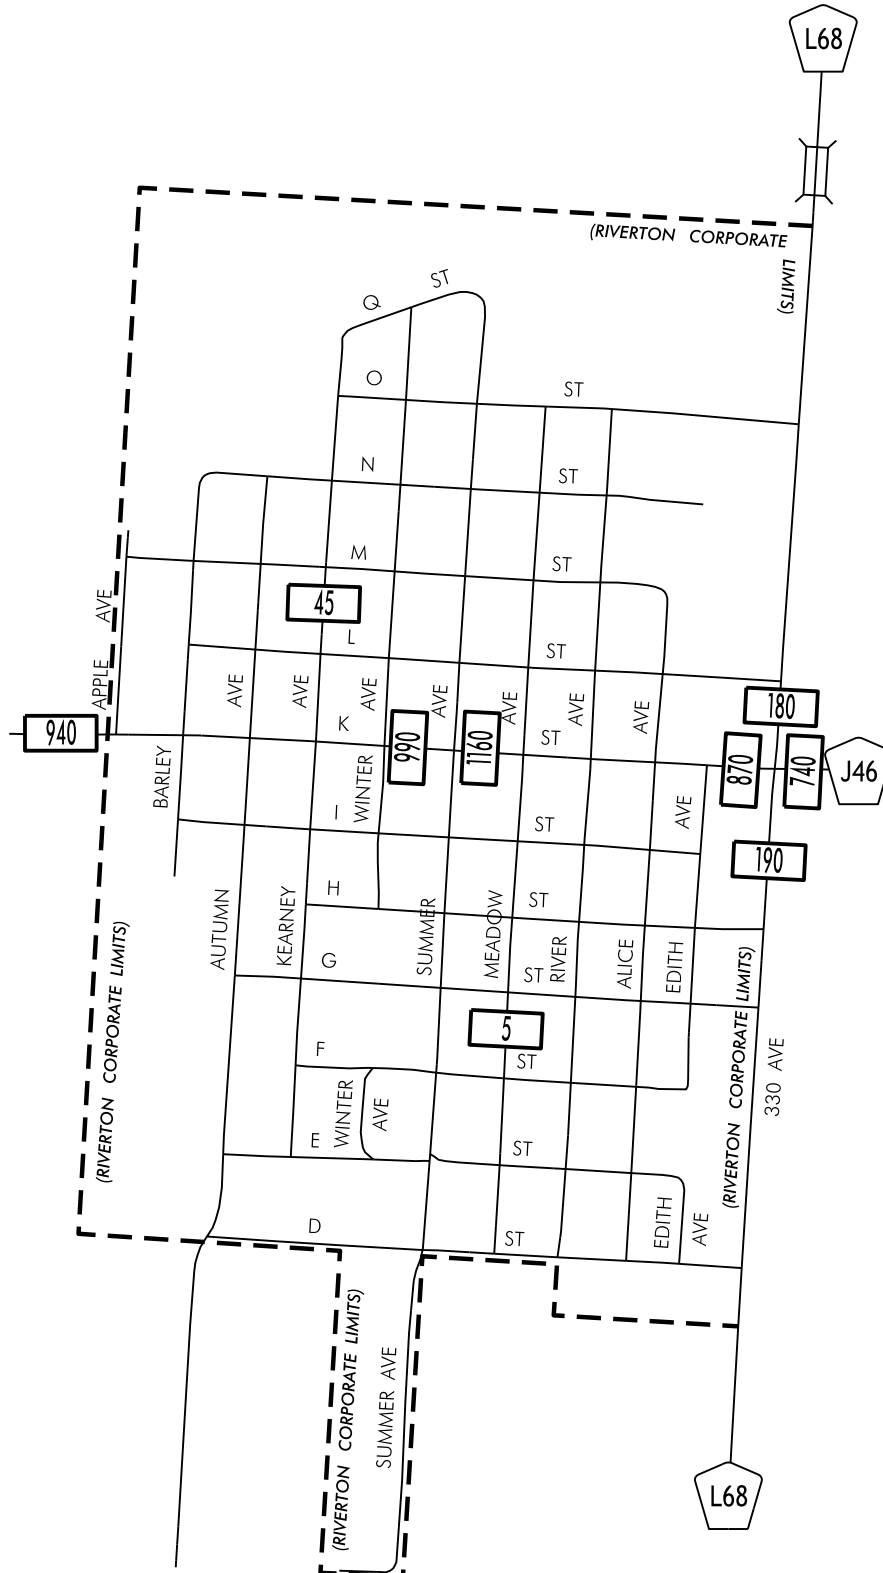 L68
(RIVERTON CORPORATE
LIMITS)
Q ST
O ST
N ST
M ST
45
L ST
APPLE AVE
AVE
AVE
AVE
AVE
AVE
AVE
AVE
180
940
K ST
990
1160
870
740
J46
BARLEY
WINTER
AVE
I ST
190
H ST
AUTUMN
KEARNEY
SUMMER
MEADOW
RIVER
ALICE
EDITH
G ST
(RIVERTON CORPORATE LIMITS)
(RIVERTON CORPORATE LIMITS)
330 AVE
5
F ST
WINTER AVE
E ST
EDITH AVE
D ST
(RIVERTON CORPORATE LIMITS)
SUMMER AVE
L68